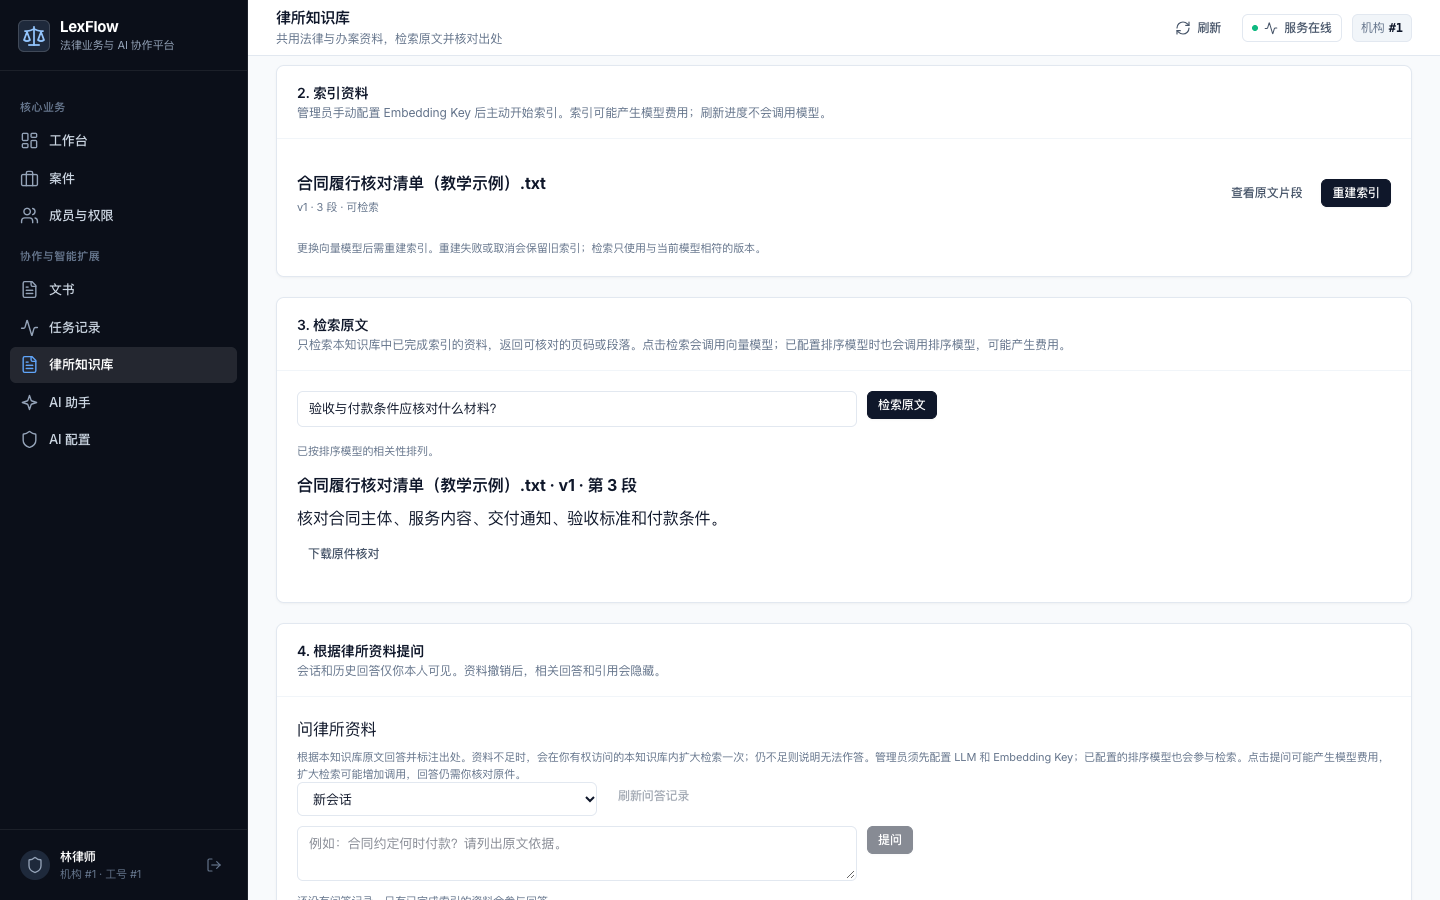 LexFlow
法律业务与 AI 协作平台
核心业务
工作台
案件
成员与权限
协作与智能扩展
文书
任务记录
律所知识库
AI 助手
AI 配置
林律师
机构 #1 · 工号 #1
律所知识库
共用法律与办案资料，检索原文并核对出处
刷新
服务在线
机构 #1
2. 索引资料
管理员手动配置 Embedding Key 后主动开始索引。索引可能产生模型费用；刷新进度不会调用模型。
合同履行核对清单（教学示例）.txt
v1 · 3 段 · 可检索
查看原文片段
重建索引
更换向量模型后需重建索引。重建失败或取消会保留旧索引；检索只使用与当前模型相符的版本。
3. 检索原文
只检索本知识库中已完成索引的资料，返回可核对的页码或段落。点击检索会调用向量模型；已配置排序模型时也会调用排序模型，可能产生费用。
验收与付款条件应核对什么材料?
检索原文
已按排序模型的相关性排列。
合同履行核对清单（教学示例）.txt · v1 · 第 3 段
核对合同主体、服务内容、交付通知、验收标准和付款条件。
下载原件核对
4. 根据律所资料提问
会话和历史回答仅你本人可见。资料撤销后，相关回答和引用会隐藏。
问律所资料
根据本知识库原文回答并标注出处。资料不足时，会在你有权访问的本知识库内扩大检索一次；仍不足则说明无法作答。管理员须先配置 LLM 和 Embedding Key；已配置的排序模型也会参与检索。点击提问可能产生模型费用，
扩大检索可能增加调用，回答仍需你核对原件。
新会话
刷新问答记录
例如：合同约定何时付款？请列出原文依据。
提问